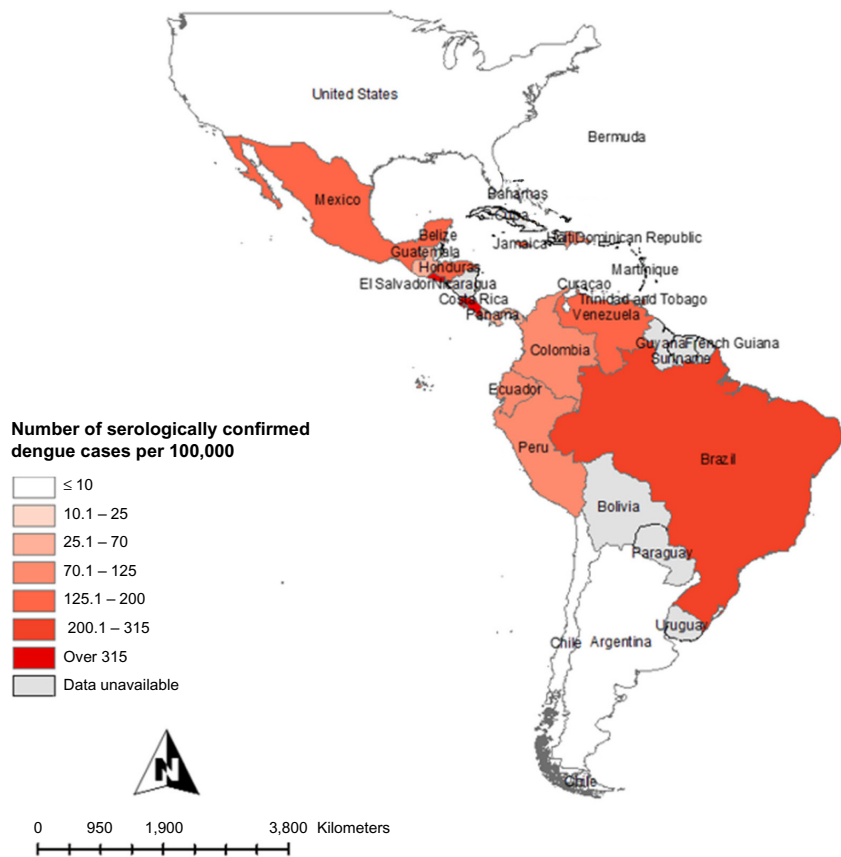 United States
Bermuda
Bahamas
Cuba
Mexico
Belize
Jamaica
Haiti Dominican Republic
Guatemala
Honduras
Martinique
El Salvador Nicaragua
Curacao
Costa Rica
Trinidad and Tobago
Panama
Venezuela
Guyana French Guiana
Colombia
Suriname
Ecuador
Peru
Brazil
Bolivia
Paraguay
Uruguay
Chile
Argentina
Chile
Number of serologically confirmed
dengue cases per 100,000
≤ 10
10.1 – 25
25.1 – 70
70.1 – 125
125.1 – 200
200.1 – 315
Over 315
Data unavailable
N
0 950 1,900 3,800 Kilometers